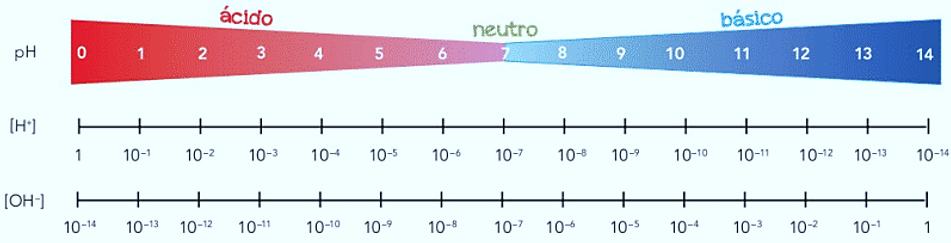 ácido neutro básico
pH 0 1 2 3 4 5 6 7 8 9 10 11 12 13 14
[H⁺]
1 10⁻¹ 10⁻² 10⁻³ 10⁻⁴ 10⁻⁵ 10⁻⁶ 10⁻⁷ 10⁻⁸ 10⁻⁹ 10⁻¹⁰ 10⁻¹¹ 10⁻¹² 10⁻¹³ 10⁻¹⁴
[OH⁻]
10⁻¹⁴ 10⁻¹³ 10⁻¹² 10⁻¹¹ 10⁻¹⁰ 10⁻⁹ 10⁻⁸ 10⁻⁷ 10⁻⁶ 10⁻⁵ 10⁻⁴ 10⁻³ 10⁻² 10⁻¹ 1